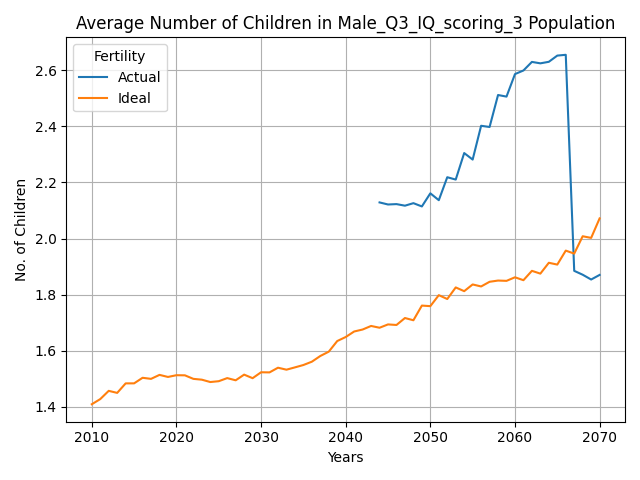 Average Number of Children in Male_Q3_IQ_scoring_3 Population
Fertility
Actual
Ideal
No. of Children
2.6
2.4
2.2
2.0
1.8
1.6
1.4
2010 2020 2030 2040 2050 2060 2070
Years